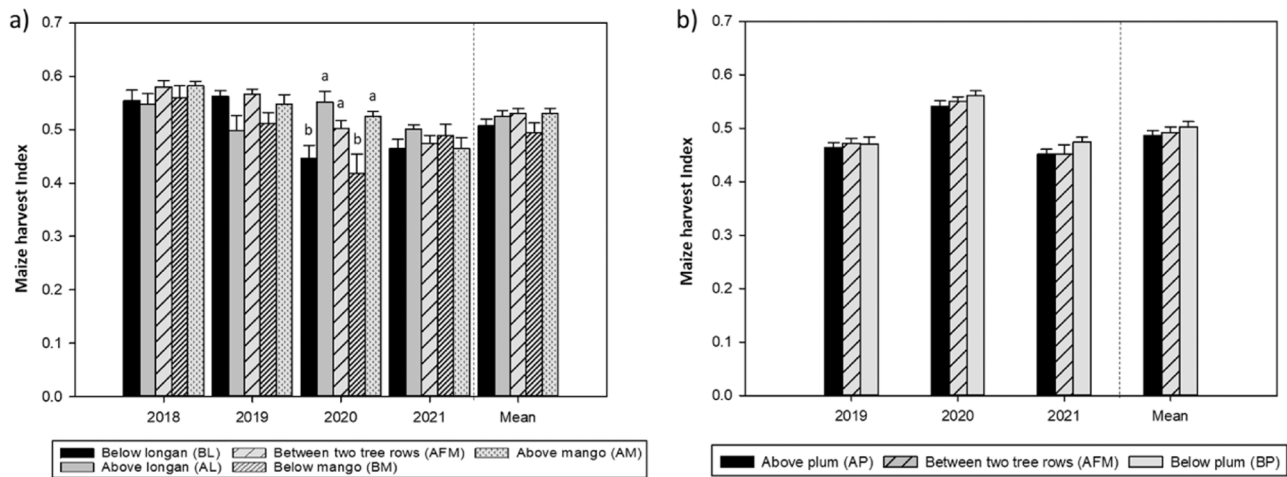 a)
Maize harvest Index
0.7
0.6
0.5
0.4
0.3
0.2
0.1
0.0
b a a b a
2018 2019 2020 2021 Mean
Below longan (BL) Between two tree rows (AFM) Above mango (AM)
Above longan (AL) Below mango (BM)
b)
Maize harvest Index
0.7
0.6
0.5
0.4
0.3
0.2
0.1
0.0
2019 2020 2021 Mean
Above plum (AP) Between two tree rows (AFM) Below plum (BP)